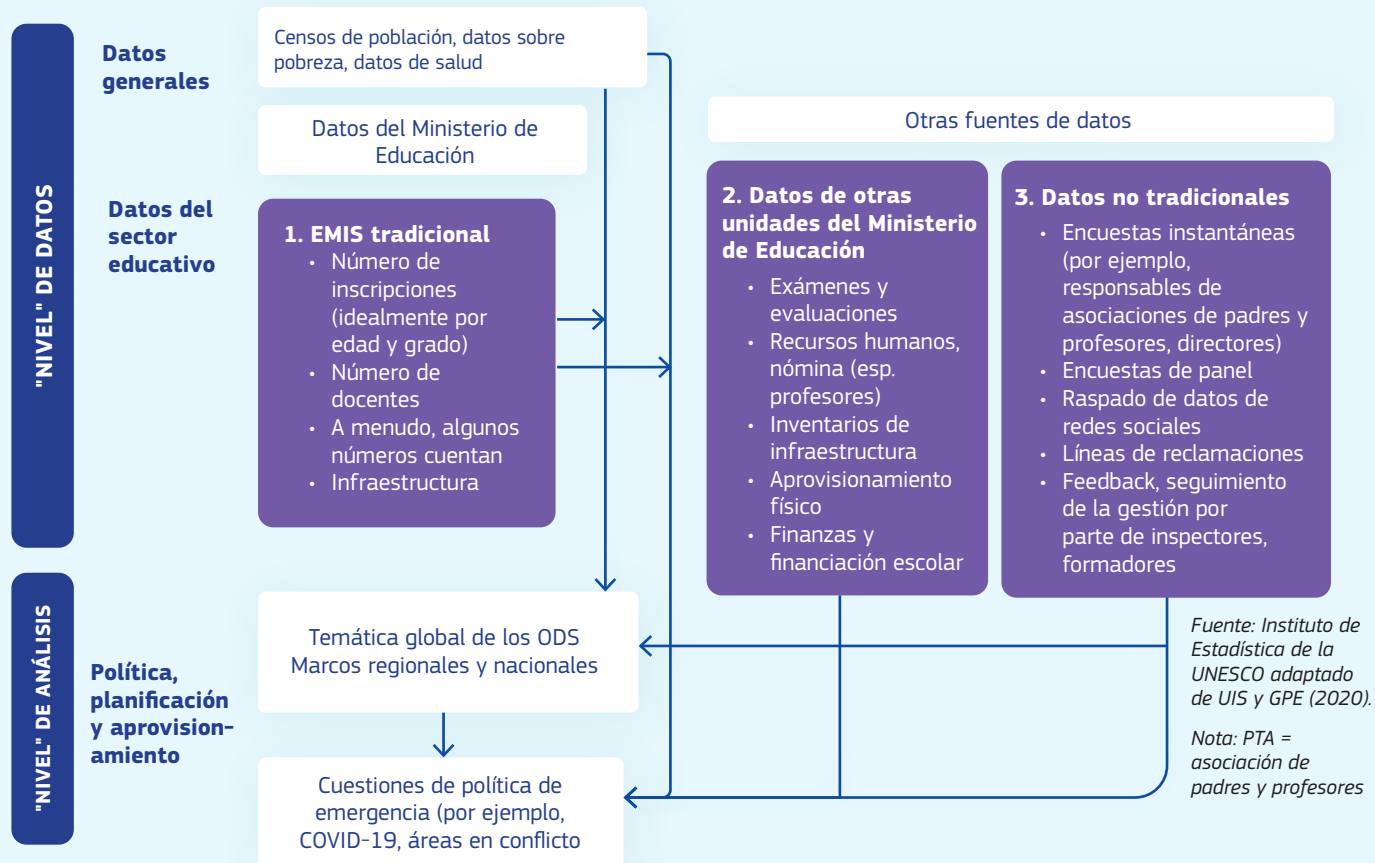 "NIVEL" DE DATOS
Datos
generales
Censos de población, datos sobre
pobreza, datos de salud
Datos del Ministerio de
Educación
Otras fuentes de datos
Datos del
sector
educativo
1. EMIS tradicional
• Número de
inscripciones
(idealmente por
edad y grado)
• Número de
docentes
• A menudo, algunos
números cuentan
• Infraestructura
2. Datos de otras
unidades del Ministerio
de Educación
• Exámenes y
evaluaciones
• Recursos humanos,
nómina (esp.
profesores)
• Inventarios de
infraestructura
• Aprovisionamiento
físico
• Finanzas y
financiación escolar
3. Datos no tradicionales
• Encuestas instantáneas
(por ejemplo,
responsables de
asociaciones de padres y
profesores, directores)
• Encuestas de panel
• Raspado de datos de
redes sociales
• Líneas de reclamaciones
• Feedback, seguimiento
de la gestión por
parte de inspectores,
formadores
"NIVEL" DE ANÁLISIS
Política,
planificación
y aprovision-
amiento
Temática global de los ODS
Marcos regionales y nacionales
Cuestiones de política de
emergencia (por ejemplo,
COVID-19, áreas en conflicto
Fuente: Instituto de
Estadística de la
UNESCO adaptado
de UIS y GPE (2020).
Nota: PTA =
asociación de
padres y profesores